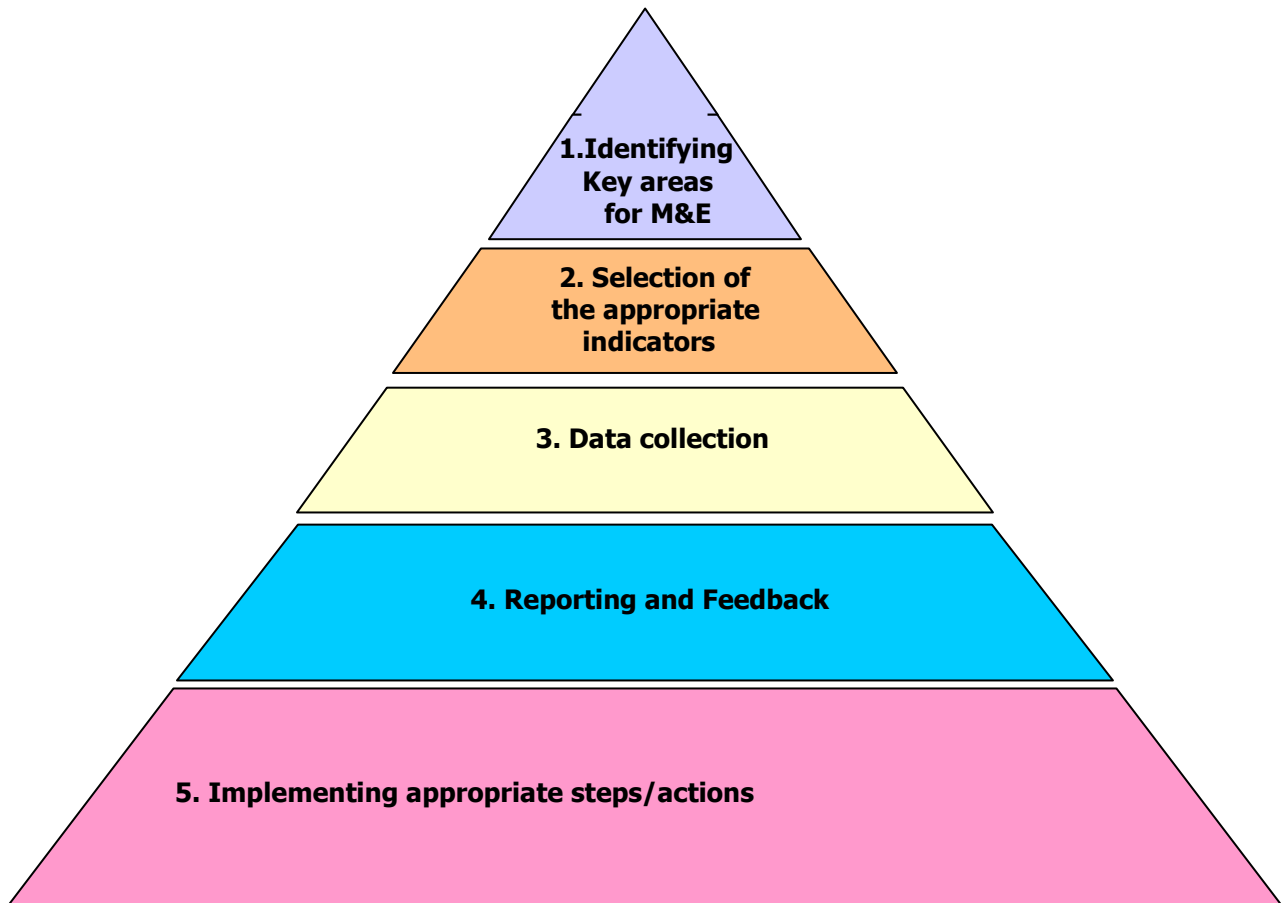 1.Identifying
Key areas
for M&E
2. Selection of
the appropriate
indicators
3. Data collection
4. Reporting and Feedback
5. Implementing appropriate steps/actions